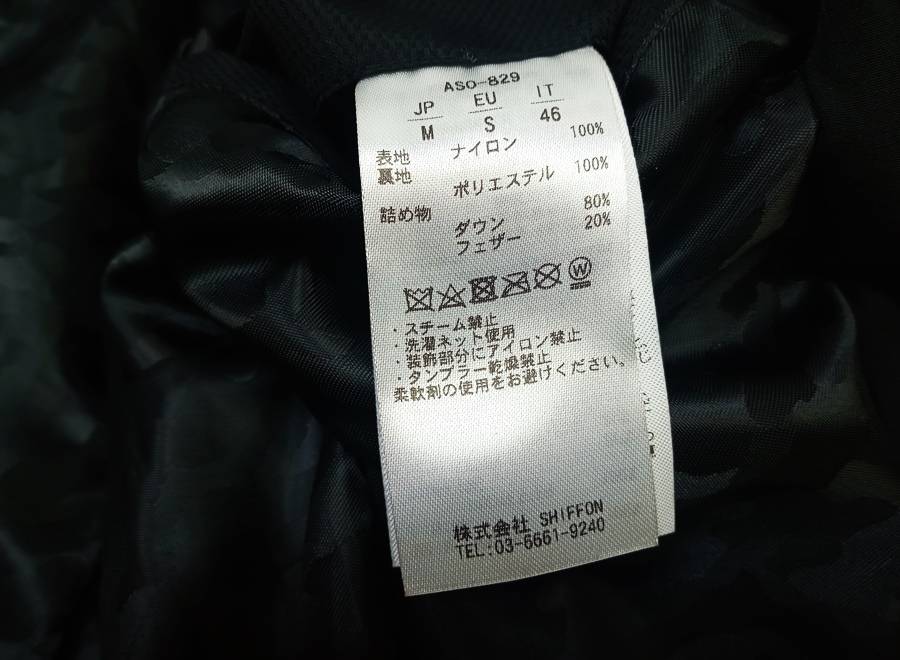 ASO-829
JP EU IT
M S 46
表地 ナイロン 100%
裏地 ポリエステル 100%
詰め物 ダウン 80%
フェザー 20%
W
・スチーム禁止
・洗濯ネット使用
・装飾部分にアイロン禁止
・タンブラー乾燥禁止
柔軟剤の使用をお避けください。
株式会社 SHIFFON
TEL:03-6661-9240